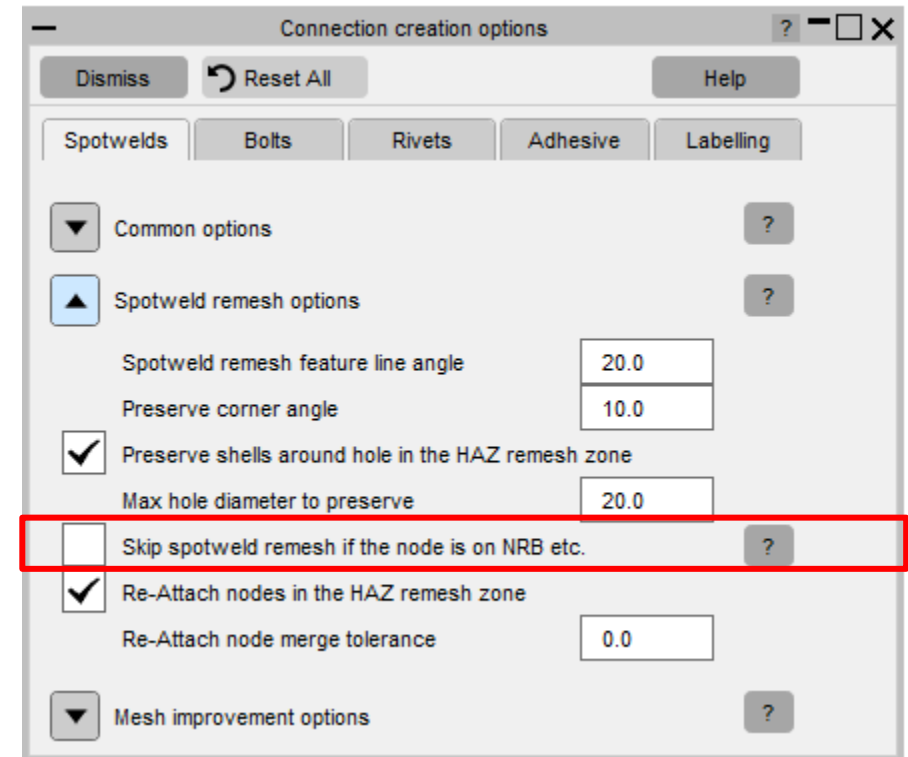 Connection creation options ?
Dismiss Reset All Help
Spotwelds Bolts Rivets Adhesive Labelling
Common options ?
Spotweld remesh options ?
Spotweld remesh feature line angle 20.0
Preserve corner angle 10.0
Preserve shells around hole in the HAZ remesh zone
Max hole diameter to preserve 20.0
Skip spotweld remesh if the node is on NRB etc. ?
Re-Attach nodes in the HAZ remesh zone
Re-Attach node merge tolerance 0.0
Mesh improvement options ?